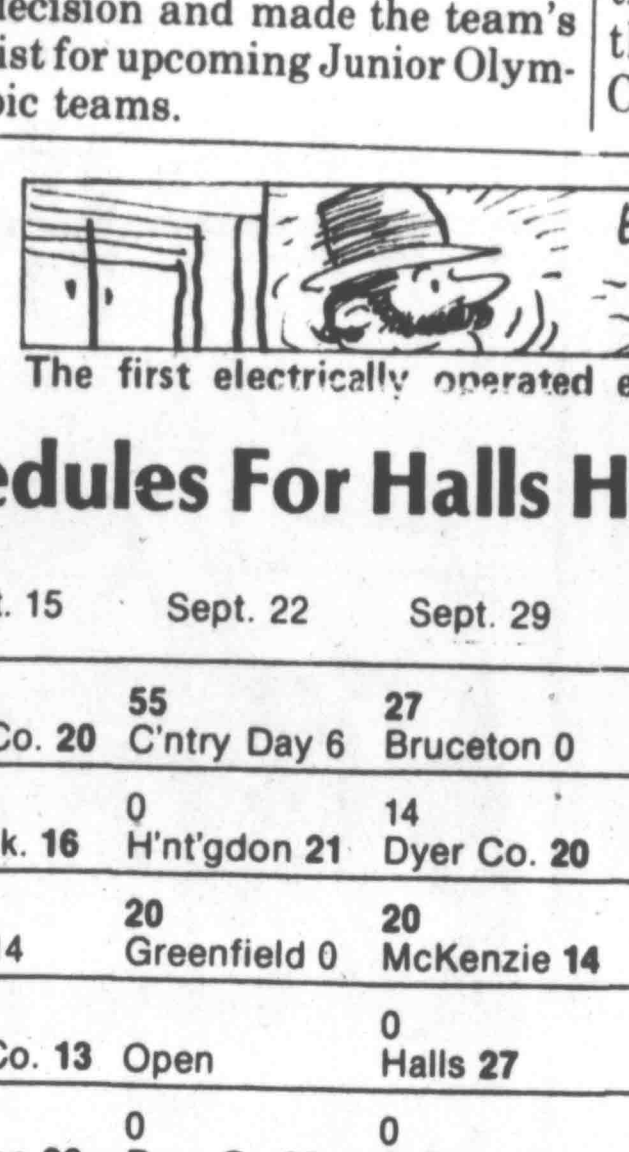 decision and made the team's
ist for upcoming Junior Olym-
pic teams.
The first electrically operated e
edules For Halls H
t. 15 Sept. 22 Sept. 29
55 27
Co. 20 C'ntry Day 6 Bruceton 0
0 14
k. 16 H'nt'gdon 21 Dyer Co. 20
20 20
14 Greenfield 0 McKenzie 14
0
Co. 13 Open Halls 27
0 0